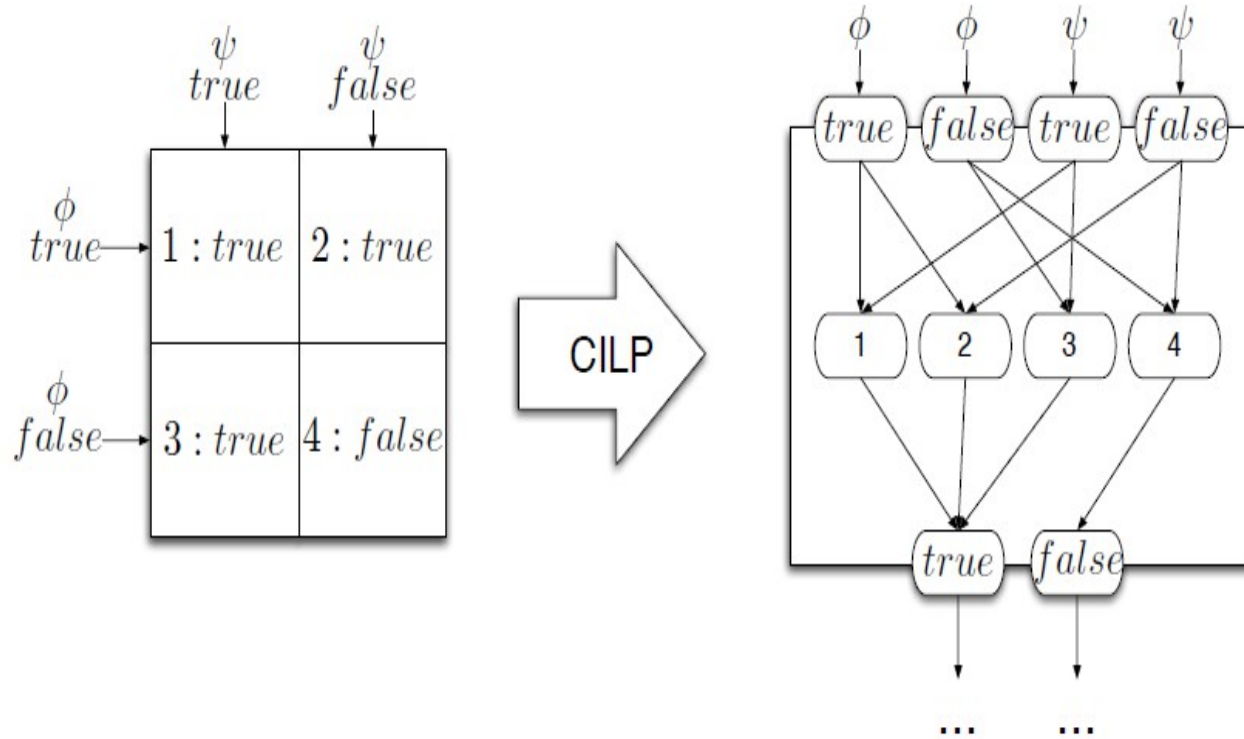 ψ ψ
true false
φ
true 1 : true 2 : true
φ
false 3 : true 4 : false
CILP
ϕ ϕ ψ ψ
true false true false
1 2 3 4
true false
... ...